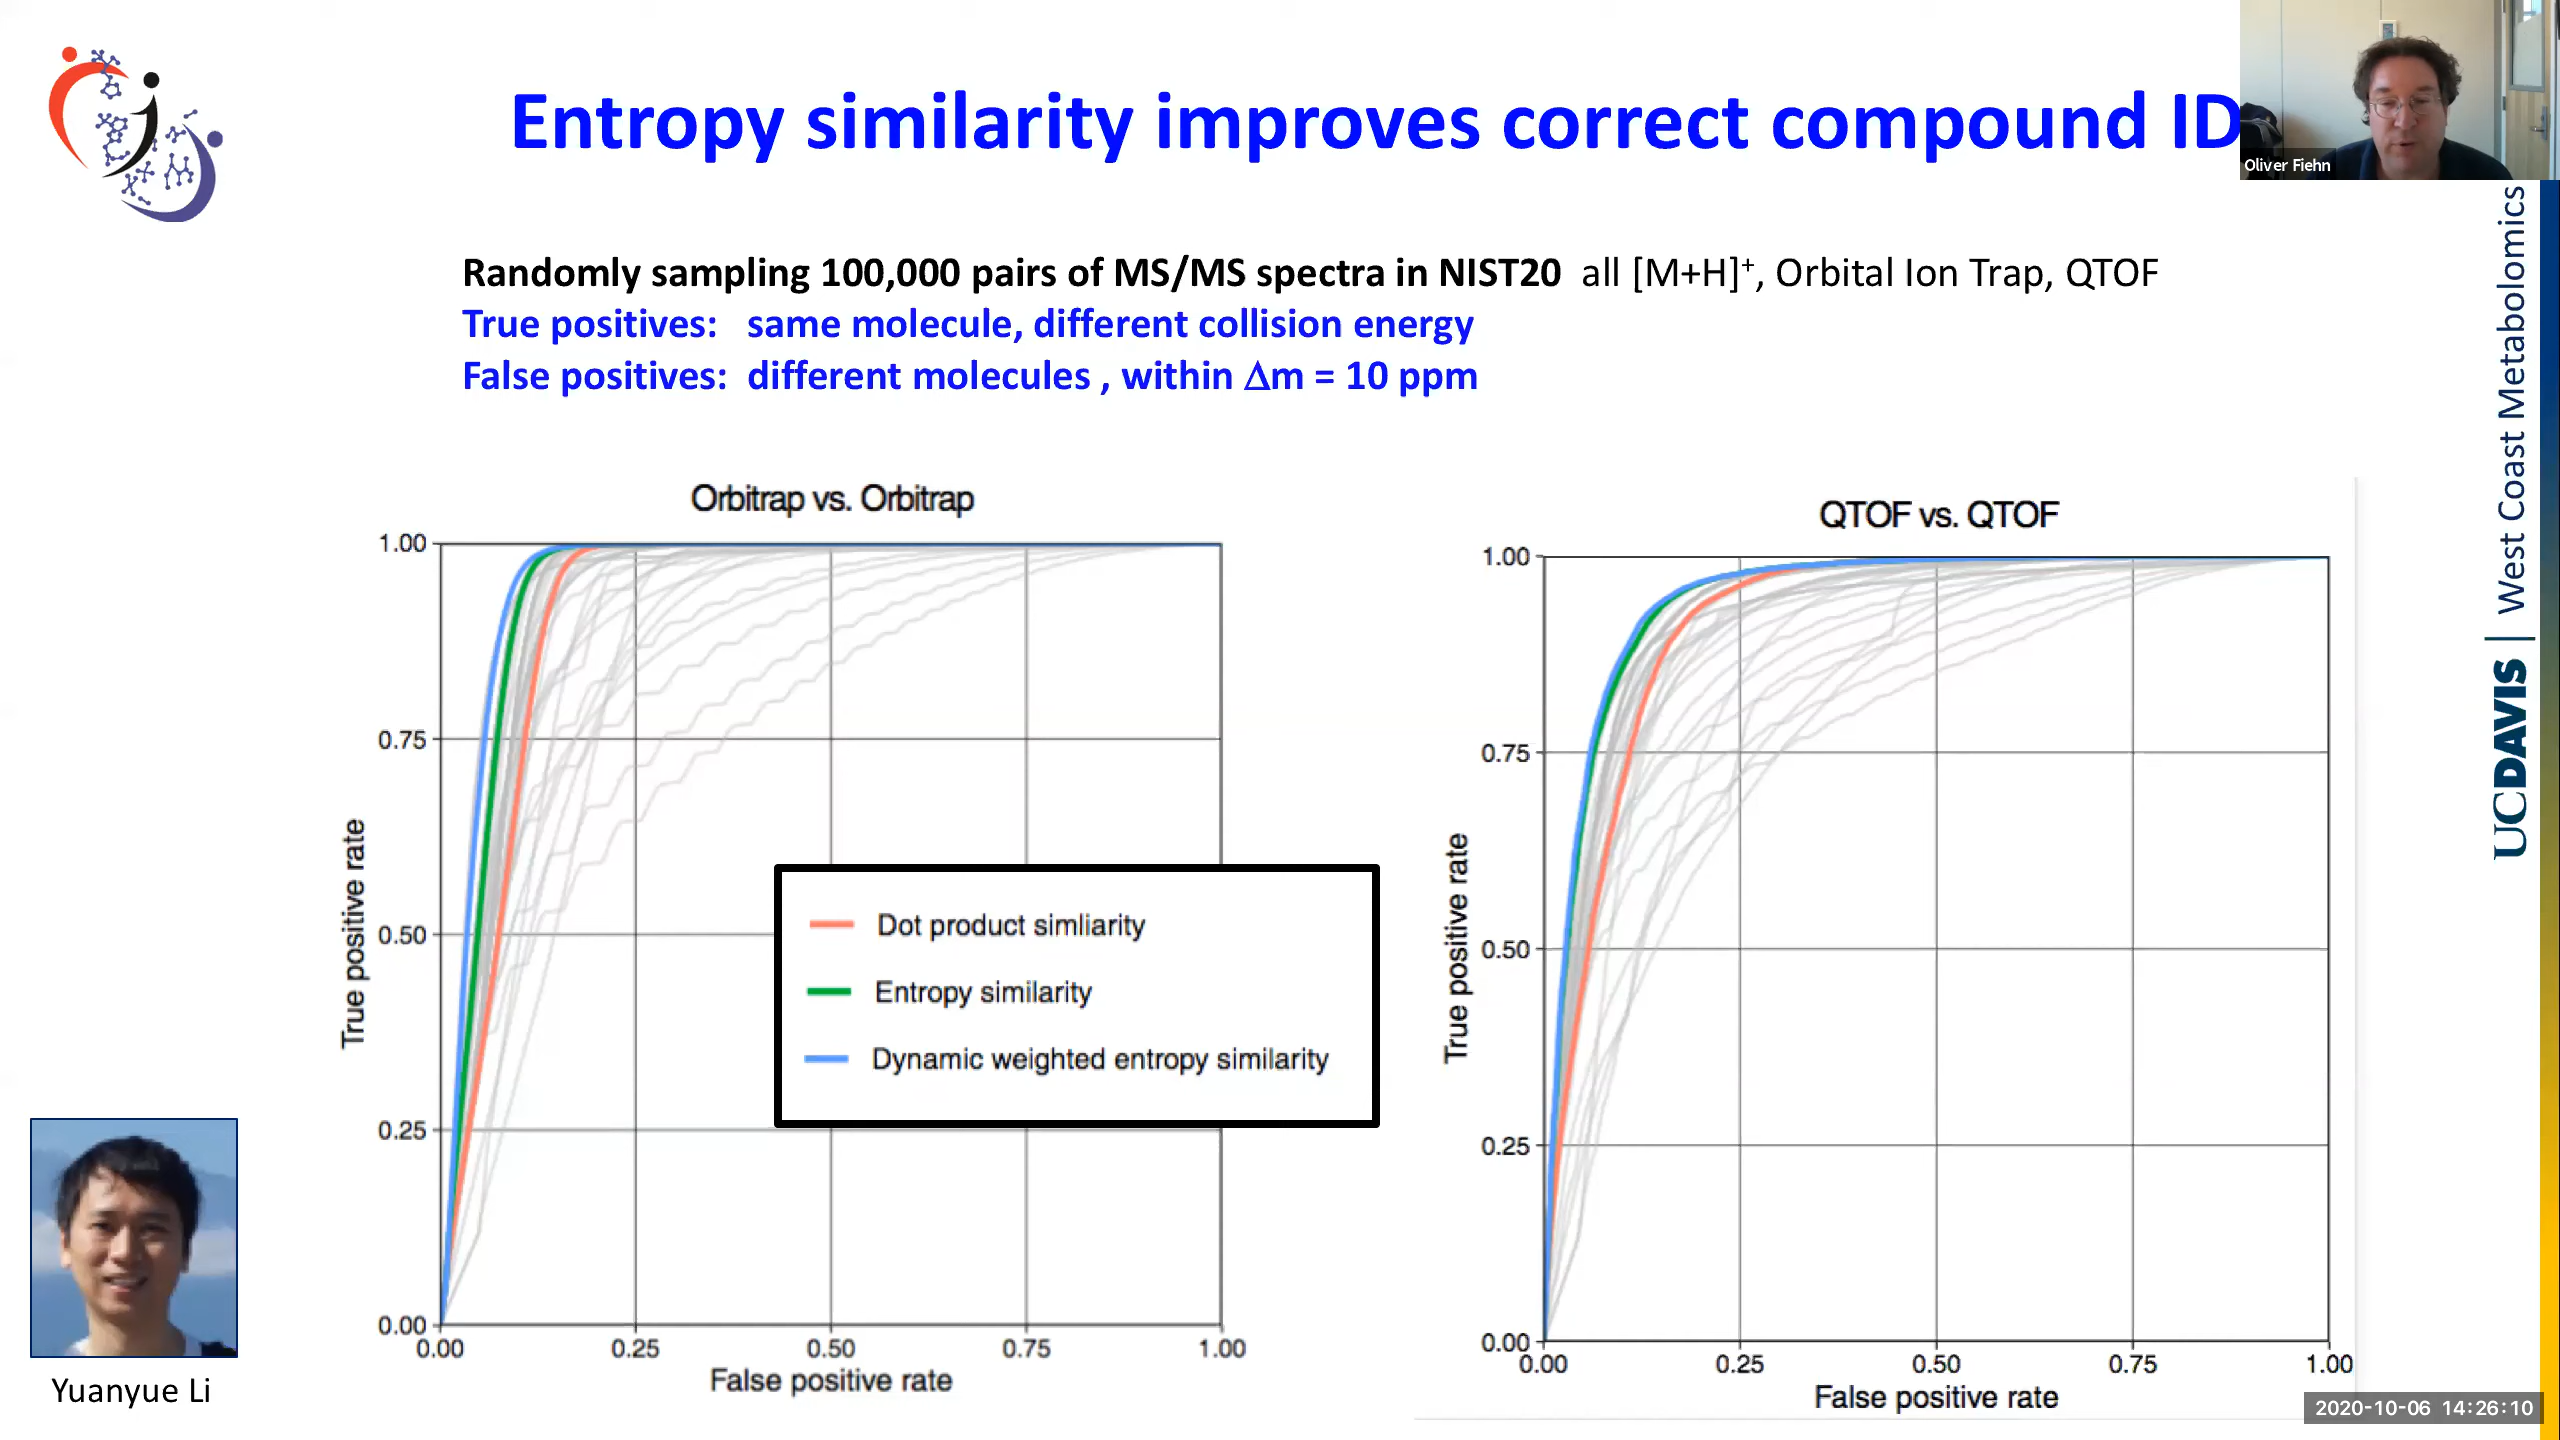 Entropy similarity improves correct compound ID
Oliver Fiehn
Randomly sampling 100,000 pairs of MS/MS spectra in NIST20 all [M+H]⁺, Orbital Ion Trap, QTOF
True positives: same molecule, different collision energy
False positives: different molecules , within Δm = 10 ppm
UCDAVIS | West Coast Metabolomics
Orbitrap vs. Orbitrap
1.00
0.75
0.50
0.25
0.00
True positive rate
0.00 0.25 0.50 0.75 1.00
False positive rate
Dot product simliarity
Entropy similarity
Dynamic weighted entropy similarity
QTOF vs. QTOF
1.00
0.75
0.50
0.25
0.00
True positive rate
0.00 0.25 0.50 0.75 1.00
False positive rate
Yuanyue Li
2020-10-06 14:26:10